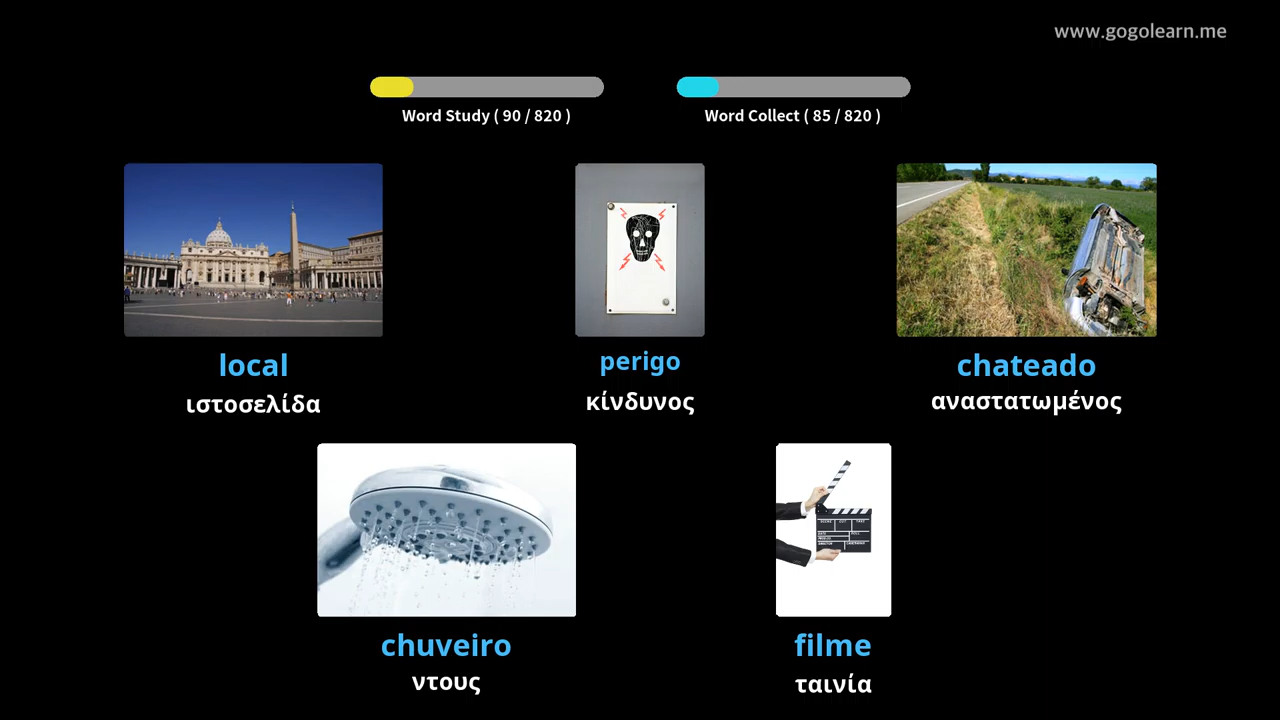 www.gogolearn.me
Word Study ( 90 / 820 )
Word Collect ( 85 / 820 )
local
ιστοσελίδα
perigo
κίνδυνος
chateado
αναστατωμένος
chuveiro
ντους
filme
ταινία